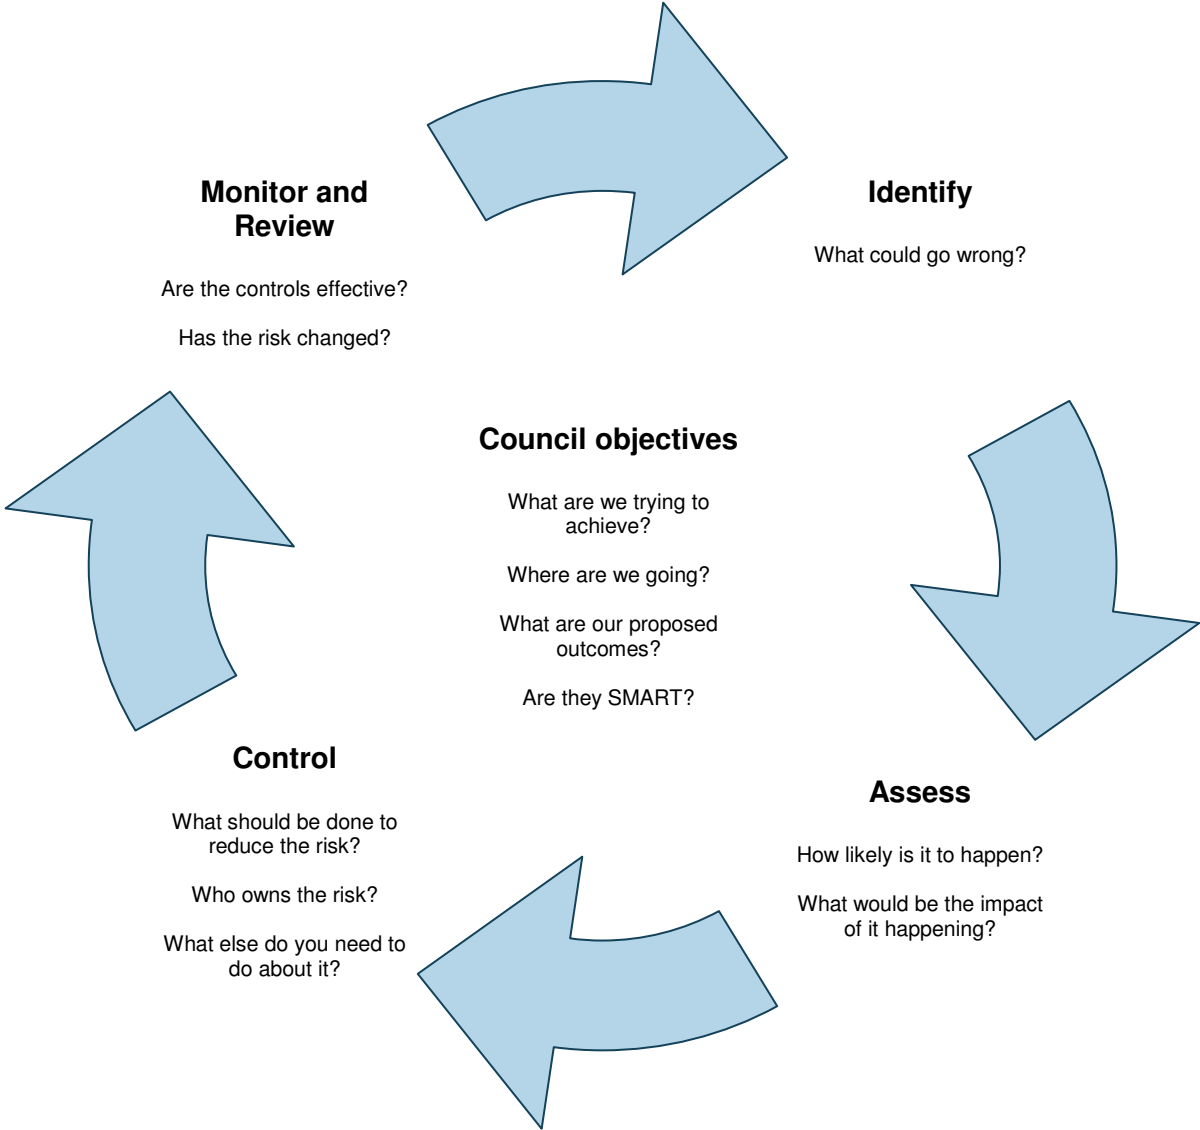 Monitor and
Review
Are the controls effective?
Has the risk changed?
Identify
What could go wrong?
Council objectives
What are we trying to
achieve?
Where are we going?
What are our proposed
outcomes?
Are they SMART?
Control
What should be done to
reduce the risk?
Who owns the risk?
What else do you need to
do about it?
Assess
How likely is it to happen?
What would be the impact
of it happening?